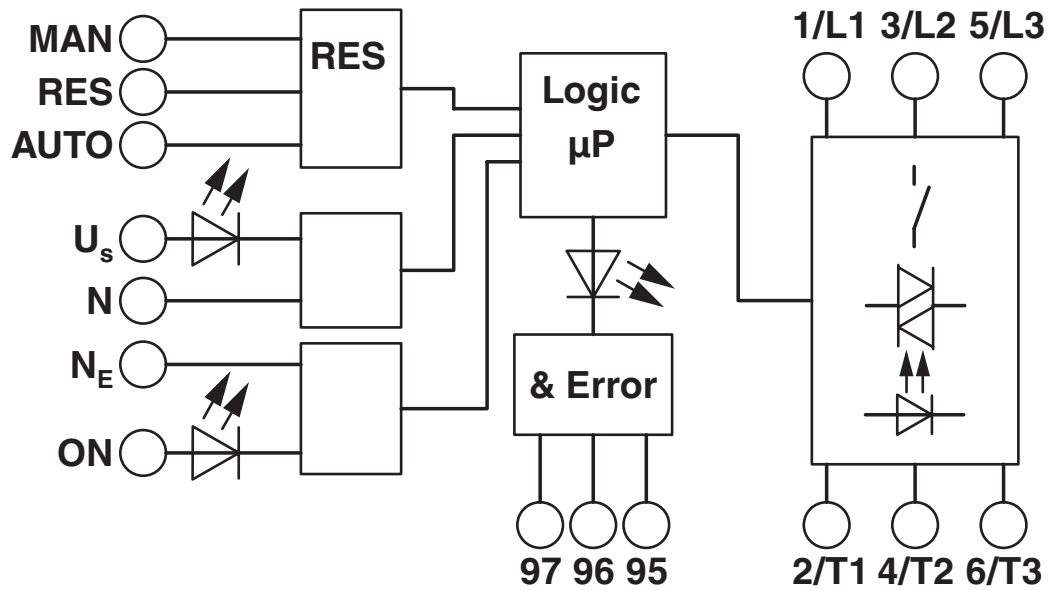 MAN
RES
AUTO
RES
Us
N
NE
ON
Logic
µP
& Error
97 96 95
1/L1 3/L2 5/L3
2/T1 4/T2 6/T3